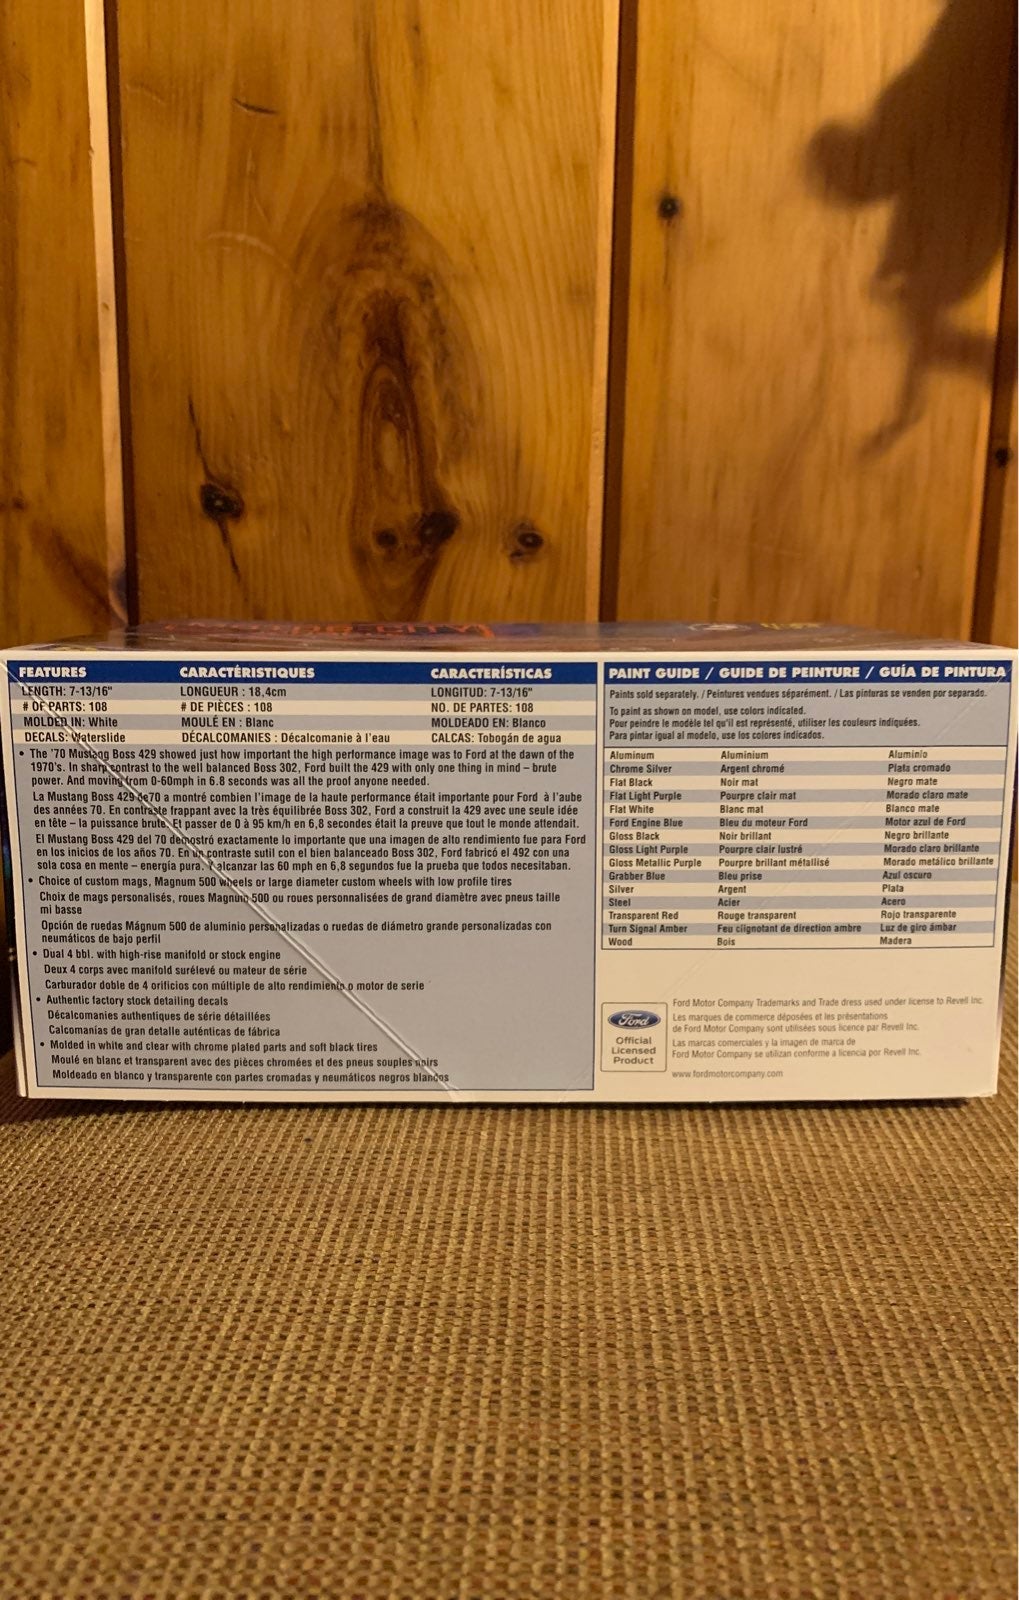 FEATURES CARACTÉRISTIQUES CARACTERÍSTICAS
LENGTH: 7-13/16" LONGUEUR : 18,4cm LONGITUD: 7-13/16"
# OF PARTS: 108 # DE PIÈCES : 108 NO. DE PARTES: 108
MOLDED IN: White MOULÉ EN : Blanc MOLDEADO EN: Blanco
DECALS: Waterslide DÉCALCOMANIES : Décalcomanie à l'eau CALCAS: Tobogán de agua
• The '70 Mustang Boss 429 showed just how important the high performance image was to Ford at the dawn of the
1970's. In sharp contrast to the well balanced Boss 302, Ford built the 429 with only one thing in mind – brute
power. And moving from 0-60mph in 6.8 seconds was all the proof anyone needed.
La Mustang Boss 429 de70 a montré combien l'image de la haute performance était importante pour Ford à l'aube
des années 70. En contraste frappant avec la très équilibrée Boss 302, Ford a construit la 429 avec une seule idée
en tête – la puissance brute. Et passer de 0 à 95 km/h en 6,8 secondes était la preuve que tout le monde attendait.
El Mustang Boss 429 del 70 demostró exactamente lo importante que una imagen de alto rendimiento fue para Ford
en los inicios de los años 70. En un contraste sutil con el bien balanceado Boss 302, Ford fabricó el 492 con una
sola cosa en mente – energía pura. Y alcanzar las 60 mph en 6,8 segundos fue la prueba que todos necesitaban.
• Choice of custom mags, Magnum 500 wheels or large diameter custom wheels with low profile tires
Choix de mags personalisés, roues Magnum 500 ou roues personnalisées de grand diamètre avec pneus taille
mi basse
Opción de ruedas Mágnum 500 de aluminio personalizadas o ruedas de diámetro grande personalizadas con
neumáticos de bajo perfil
• Dual 4 bbl. with high-rise manifold or stock engine
Deux 4 corps avec manifold surélevé ou mateur de série
Carburador doble de 4 orificios con múltiple de alto rendimiento o motor de serie
• Authentic factory stock detailing decals
Décalcomanies authentiques de série détaillées
Calcomanías de gran detalle auténticas de fábrica
• Molded in white and clear with chrome plated parts and soft black tires
Moulé en blanc et transparent avec des pièces chromées et des pneus souples noirs
Moldeado en blanco y transparente con partes cromadas y neumáticos negros blandos
PAINT GUIDE / GUIDE DE PEINTURE / GUÍA DE PINTURA
Paints sold separately. / Peintures vendues séparément. / Las pinturas se venden por separado.
To paint as shown on model, use colors indicated.
Pour peindre le modèle tel qu'il est représenté, utiliser les couleurs indiquées.
Para pintar igual al modelo, use los colores indicados.
Aluminum Aluminium Aluminio
Chrome Silver Argent chromé Plata cromado
Flat Black Noir mat Negro mate
Flat Light Purple Pourpre clair mat Morado claro mate
Flat White Blanc mat Blanco mate
Ford Engine Blue Bleu du moteur Ford Motor azul de Ford
Gloss Black Noir brillant Negro brillante
Gloss Light Purple Pourpre clair lustré Morado claro brillante
Gloss Metallic Purple Pourpre brillant métallisé Morado metálico brillante
Grabber Blue Bleu prise Azul oscuro
Silver Argent Plata
Steel Acier Acero
Transparent Red Rouge transparent Rojo transparente
Turn Signal Amber Feu clignotant de direction ambre Luz de giro ámbar
Wood Bois Madera
Ford
Official
Licensed
Product
Ford Motor Company Trademarks and Trade dress used under license to Revell Inc.
Les marques de commerce déposées et les présentations
de Ford Motor Company sont utilisées sous licence par Revell Inc.
Las marcas comerciales y la imagen de marca de
Ford Motor Company se utilizan conforme a licencia por Revell Inc.
www.fordmotorcompany.com